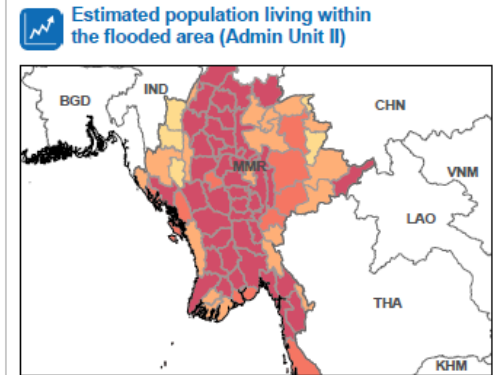 Estimated population living within
the flooded area (Admin Unit II)
IND
BGD
CHN
MMR
VNM
LAO
THA
KHM